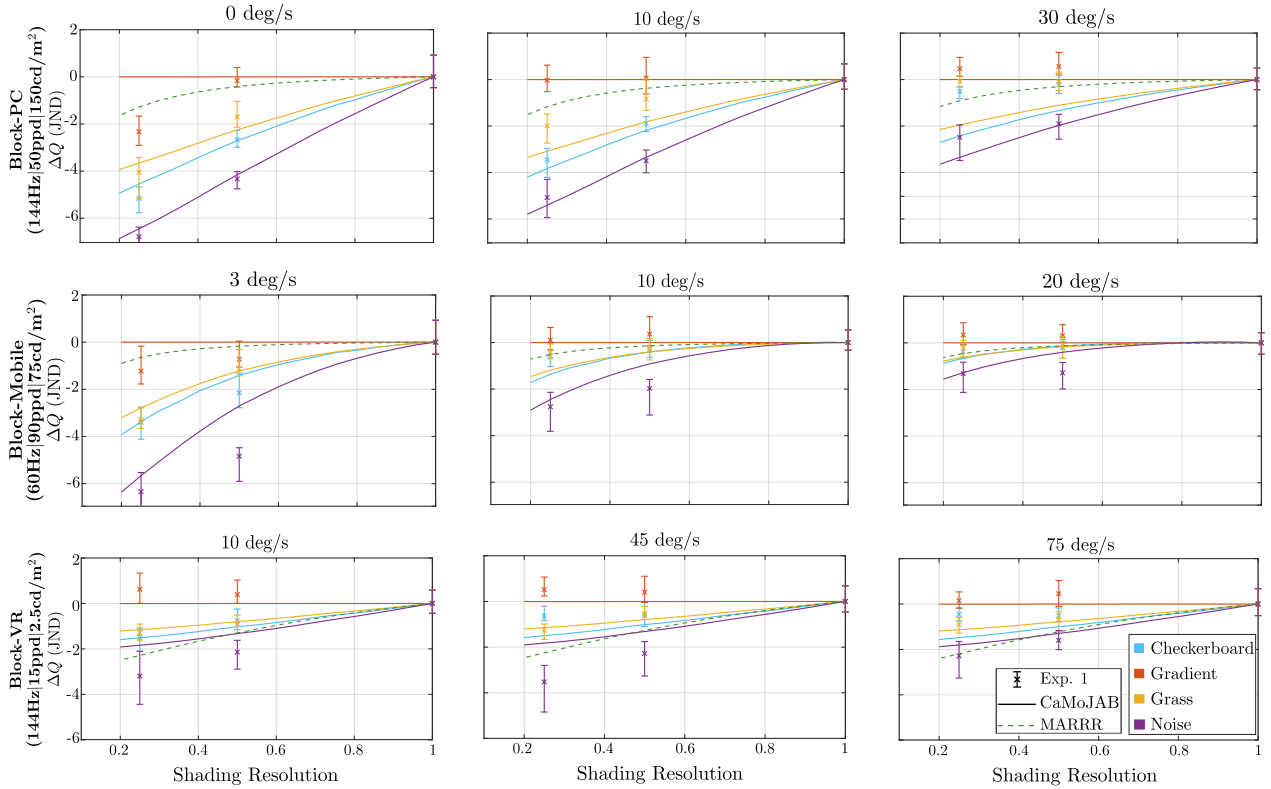 0 deg/s
10 deg/s
30 deg/s
Block-PC
(144Hz|50ppd|150cd/m²)
ΔQ (JND)
2
0
-2
-4
-6
3 deg/s
10 deg/s
20 deg/s
Block-Mobile
(60Hz|90ppd|75cd/m²)
ΔQ (JND)
2
0
-2
-4
-6
10 deg/s
45 deg/s
75 deg/s
Block-VR
(144Hz|15ppd|2.5cd/m²)
ΔQ (JND)
2
0
-2
-4
-6
Exp. 1
CaMoJAB
MARRR
Checkerboard
Gradient
Grass
Noise
0.2 0.4 0.6 0.8 1
0.2 0.4 0.6 0.8 1
0.2 0.4 0.6 0.8 1
Shading Resolution
Shading Resolution
Shading Resolution